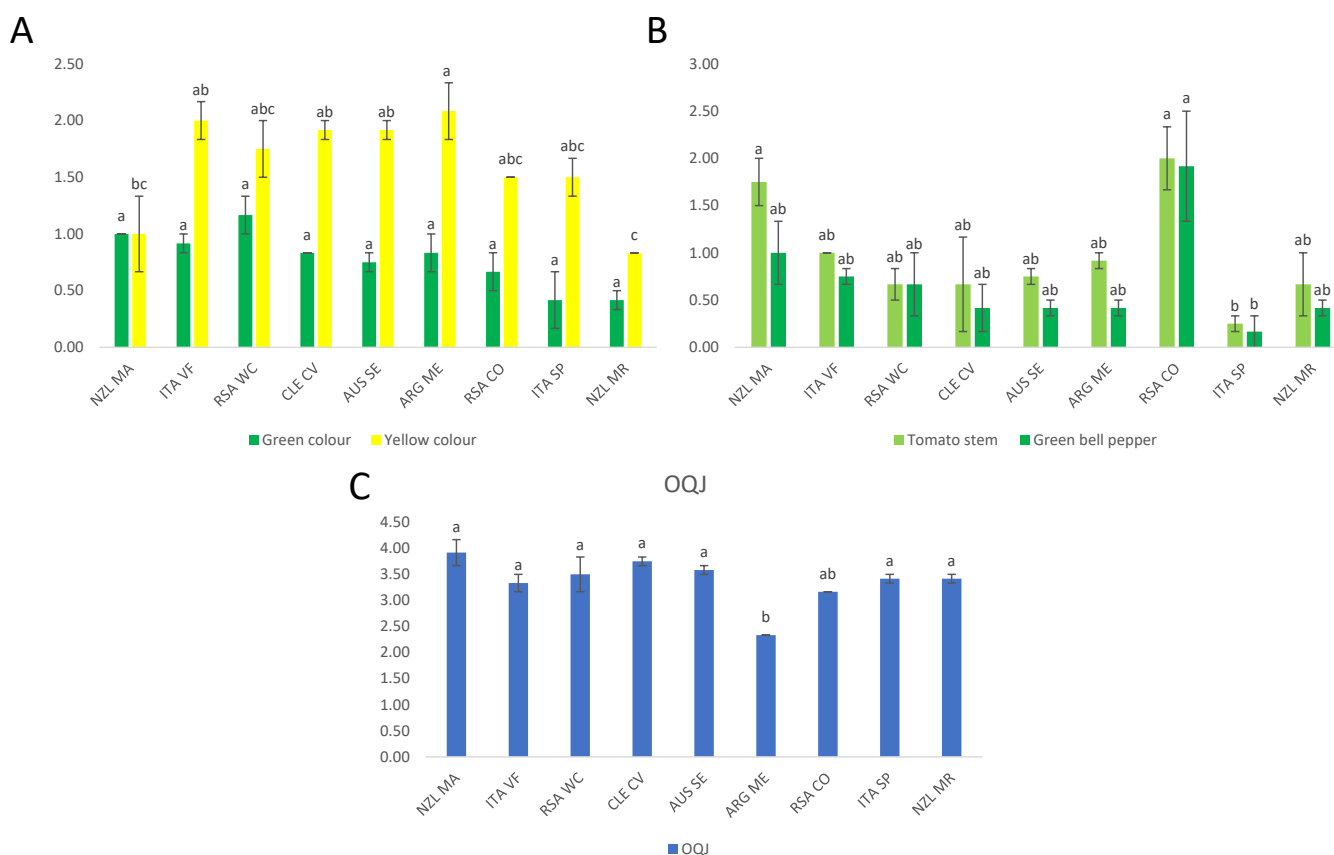 A
2.50
2.00
1.50
1.00
0.50
0.00
a
bc
a
ab
a
abc
a
ab
a
ab
a
a
a
abc
a
abc
a
c
NZL MA
ITA VF
RSA WC
CLE CV
AUS SE
ARG ME
RSA CO
ITA SP
NZL MR
Green colour
Yellow colour
B
3.00
2.50
2.00
1.50
1.00
0.50
0.00
a
ab
ab
ab
ab
ab
ab
ab
ab
ab
ab
ab
a
a
b
b
ab
ab
NZL MA
ITA VF
RSA WC
CLE CV
AUS SE
ARG ME
RSA CO
ITA SP
NZL MR
Tomato stem
Green bell pepper
C
OQJ
4.50
4.00
3.50
3.00
2.50
2.00
1.50
1.00
0.50
0.00
a
a
a
a
a
b
ab
a
a
NZL MA
ITA VF
RSA WC
CLE CV
AUS SE
ARG ME
RSA CO
ITA SP
NZL MR
OQJ